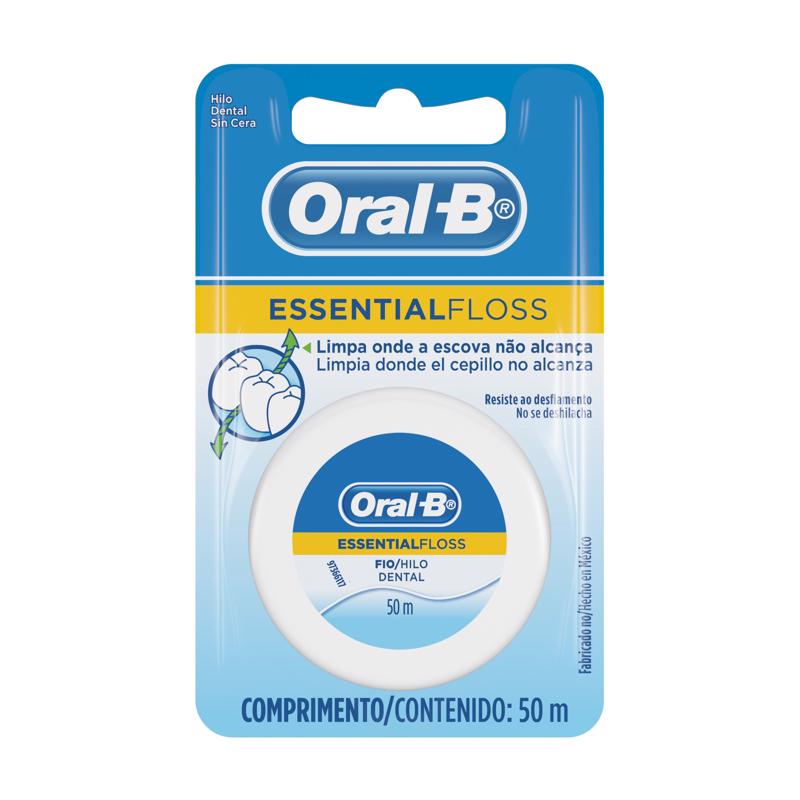 Hilo
Dental
Sin Cera
Oral-B®
ESSENTIALFLOSS
Limpa onde a escova não alcança
Limpia donde el cepillo no alcanza
Resiste ao desfiamento
No se deshilacha
Oral-B®
ESSENTIALFLOSS
FIO/HILO
DENTAL
97366117
50 m
Fabricado no/Hecho en México
COMPRIMENTO/CONTENIDO: 50 m